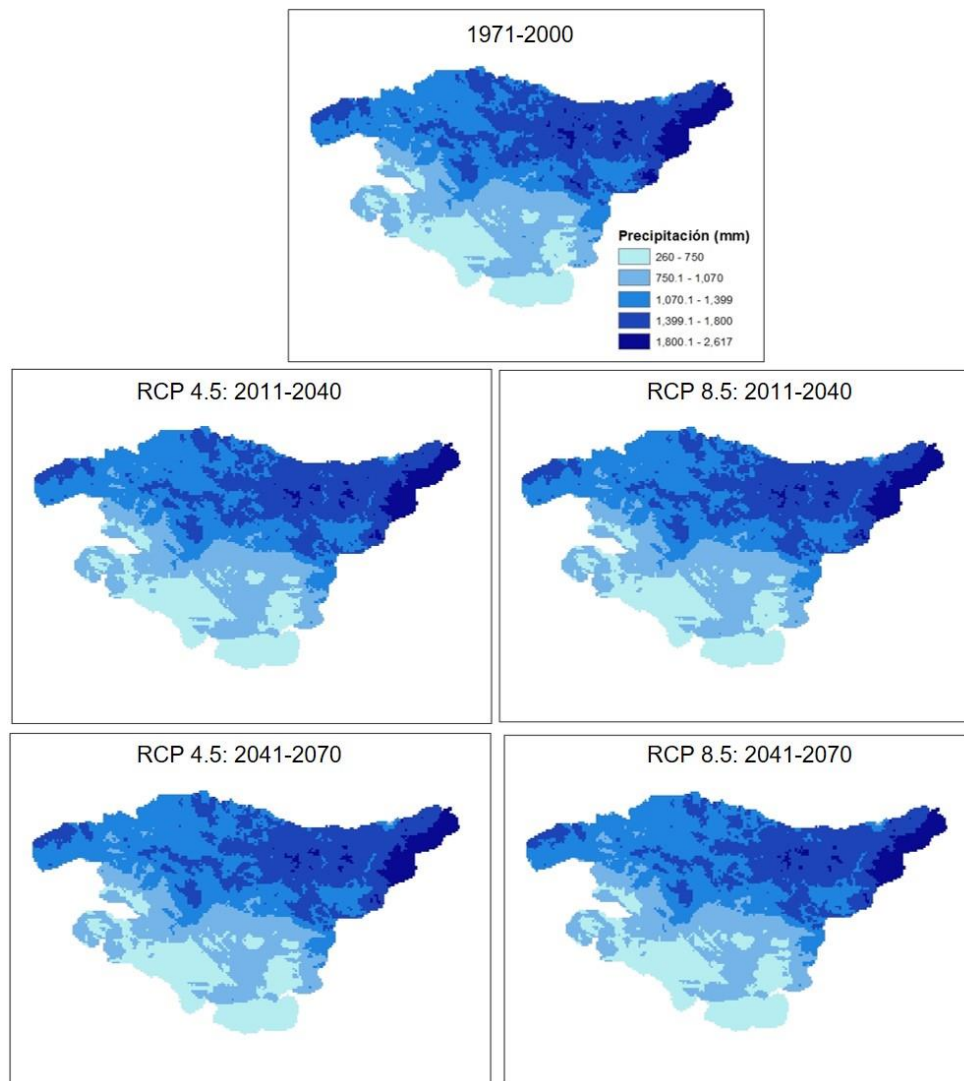 1971-2000
Precipitación (mm)
260 - 750
750.1 - 1,070
1,070.1 - 1,399
1,399.1 - 1,800
1,800.1 - 2,617
RCP 4.5: 2011-2040
RCP 8.5: 2011-2040
RCP 4.5: 2041-2070
RCP 8.5: 2041-2070